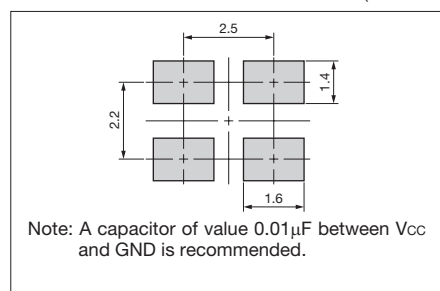 2.5
1.4
2.2
1.6
Note: A capacitor of value 0.01μF between Vcc
and GND is recommended.